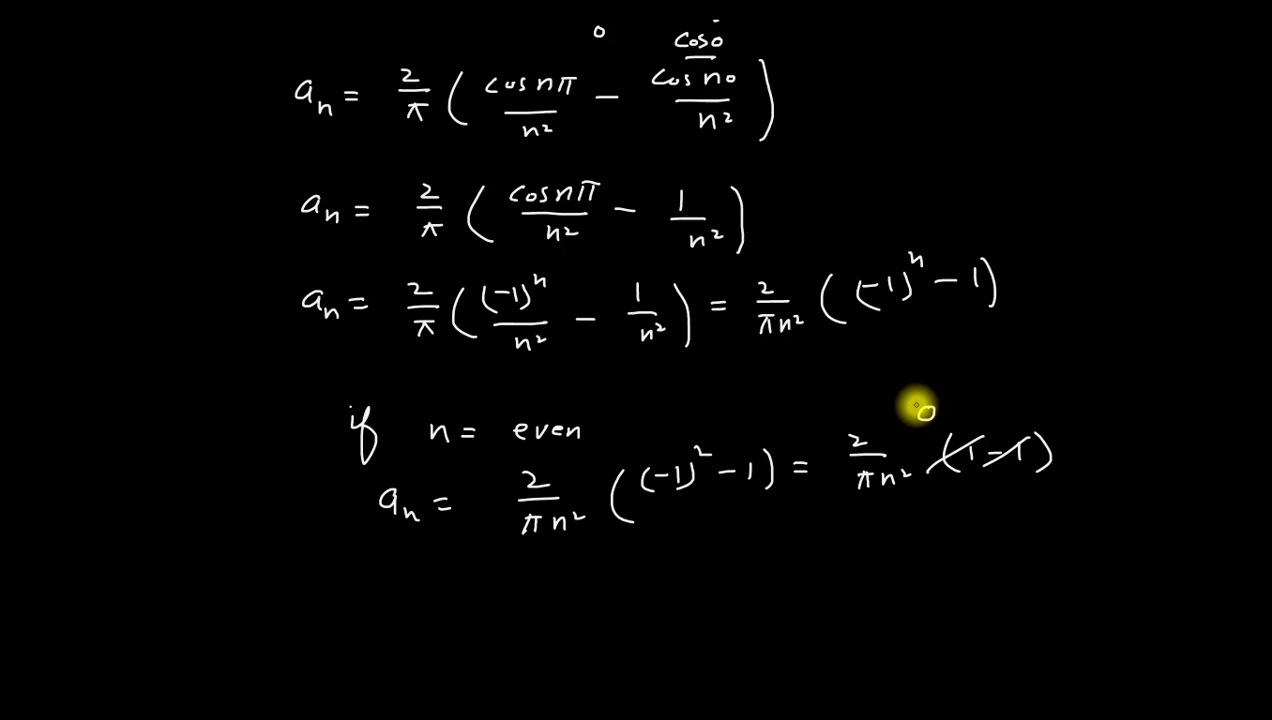 0 cos0
aₙ = 2/π ( cos nπ/n² − cos n0/n² )
aₙ = 2/π ( cosnπ/n² − 1/n² )
aₙ = 2/π ( (−1)ⁿ/n² − 1/n² ) = 2/πn² ( (−1)ⁿ − 1 )
if n = even
0
aₙ = 2/πn² ( (−1)² − 1 ) = 2/πn² (1 − 1)